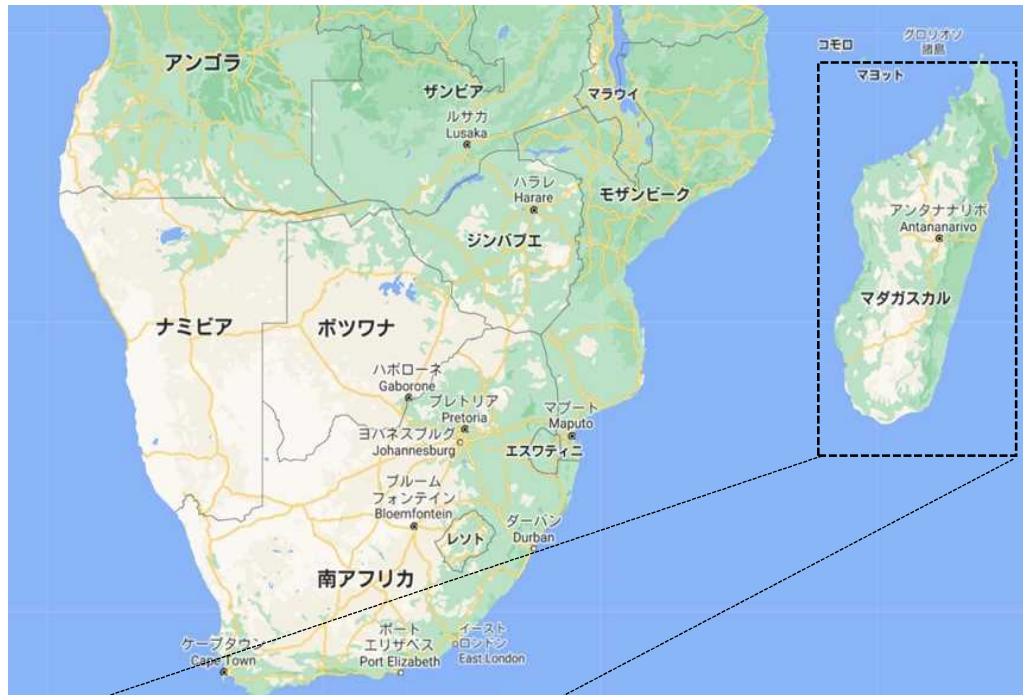 アンゴラ
ザンビア
ルサカ
Lusaka
マラウイ
コモロ
グロリオソ
諸島
マヨット
ハラレ
Harare
モザンビーク
ジンバブエ
アンタナナリボ
Antananarivo
マダガスカル
ナミビア
ボツワナ
ハボローネ
Gaborone
プレトリア
Pretoria
マプート
Maputo
ヨハネスブルグ
Johannesburg
エスワティニ
ブルーム
フォンテイン
Bloemfontein
レソト
ダーバン
Durban
南アフリカ
ケープタウン
Cape Town
ポート
エリザベス
Port Elizabeth
イースト
ロンドン
East London